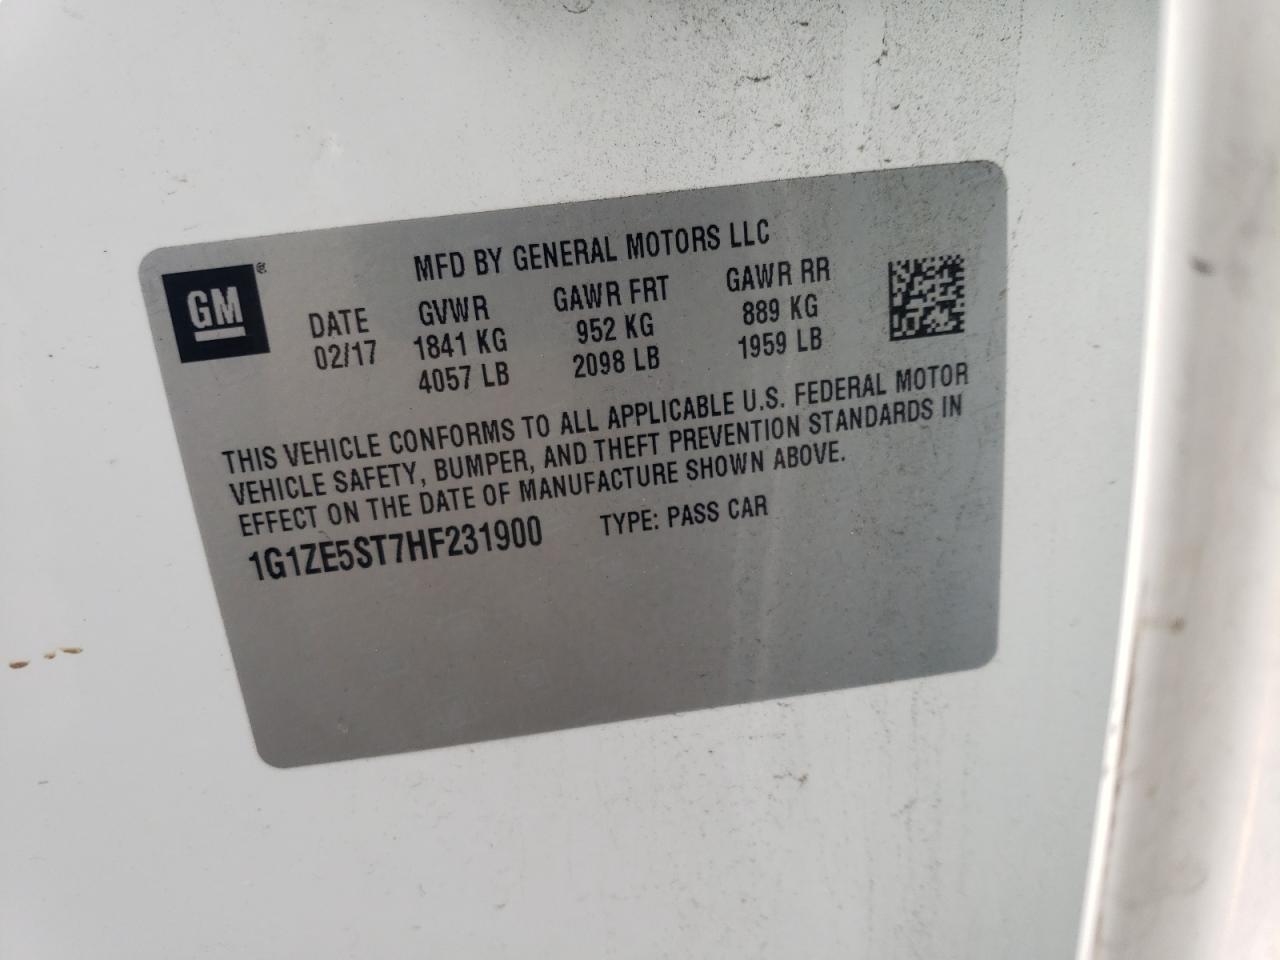 GM ®
MFD BY GENERAL MOTORS LLC
DATE GVWR GAWR FRT GAWR RR
02/17 1841 KG 952 KG 889 KG
4057 LB 2098 LB 1959 LB
THIS VEHICLE CONFORMS TO ALL APPLICABLE U.S. FEDERAL MOTOR
VEHICLE SAFETY, BUMPER, AND THEFT PREVENTION STANDARDS IN
EFFECT ON THE DATE OF MANUFACTURE SHOWN ABOVE.
1G1ZE5ST7HF231900 TYPE: PASS CAR